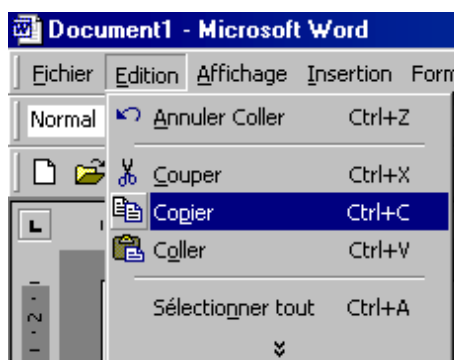 Document1 - Microsoft Word
Fichier Edition Affichage Insertion Form
Normal
Annuler Coller Ctrl+Z
Couper Ctrl+X
Copier Ctrl+C
Coller Ctrl+V
Sélectionner tout Ctrl+A
2